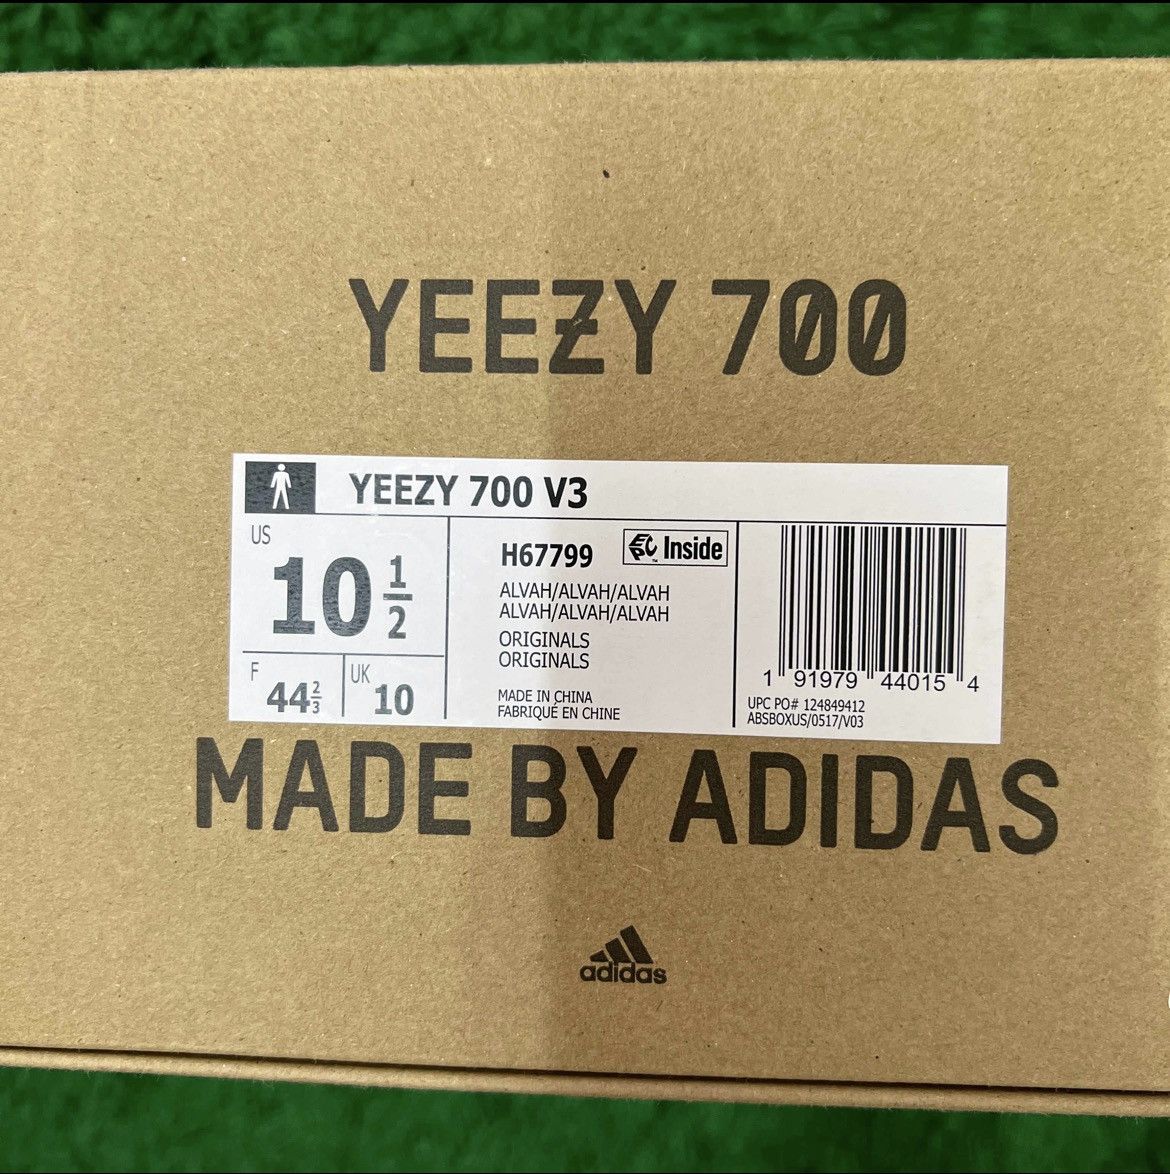 YEEZY 700
YEEZY 700 V3
US
10 1/2
F
44 2/3
UK
10
H67799
EPC Inside
™
ALVAH/ALVAH/ALVAH
ALVAH/ALVAH/ALVAH
ORIGINALS
ORIGINALS
MADE IN CHINA
FABRIQUÉ EN CHINE
1 91979 44015 4
UPC PO# 124849412
ABSBOXUS/0517/V03
MADE BY ADIDAS
adidas